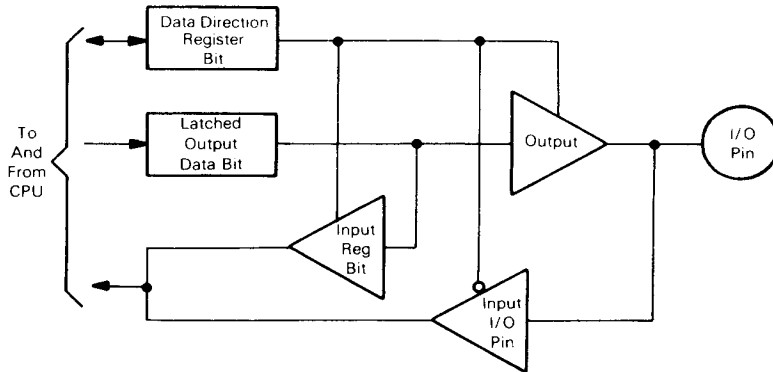 Data Direction
Register
Bit
To
And
From
CPU
Latched
Output
Data Bit
Output
I/O
Pin
Input
Reg
Bit
Input
I/O
Pin